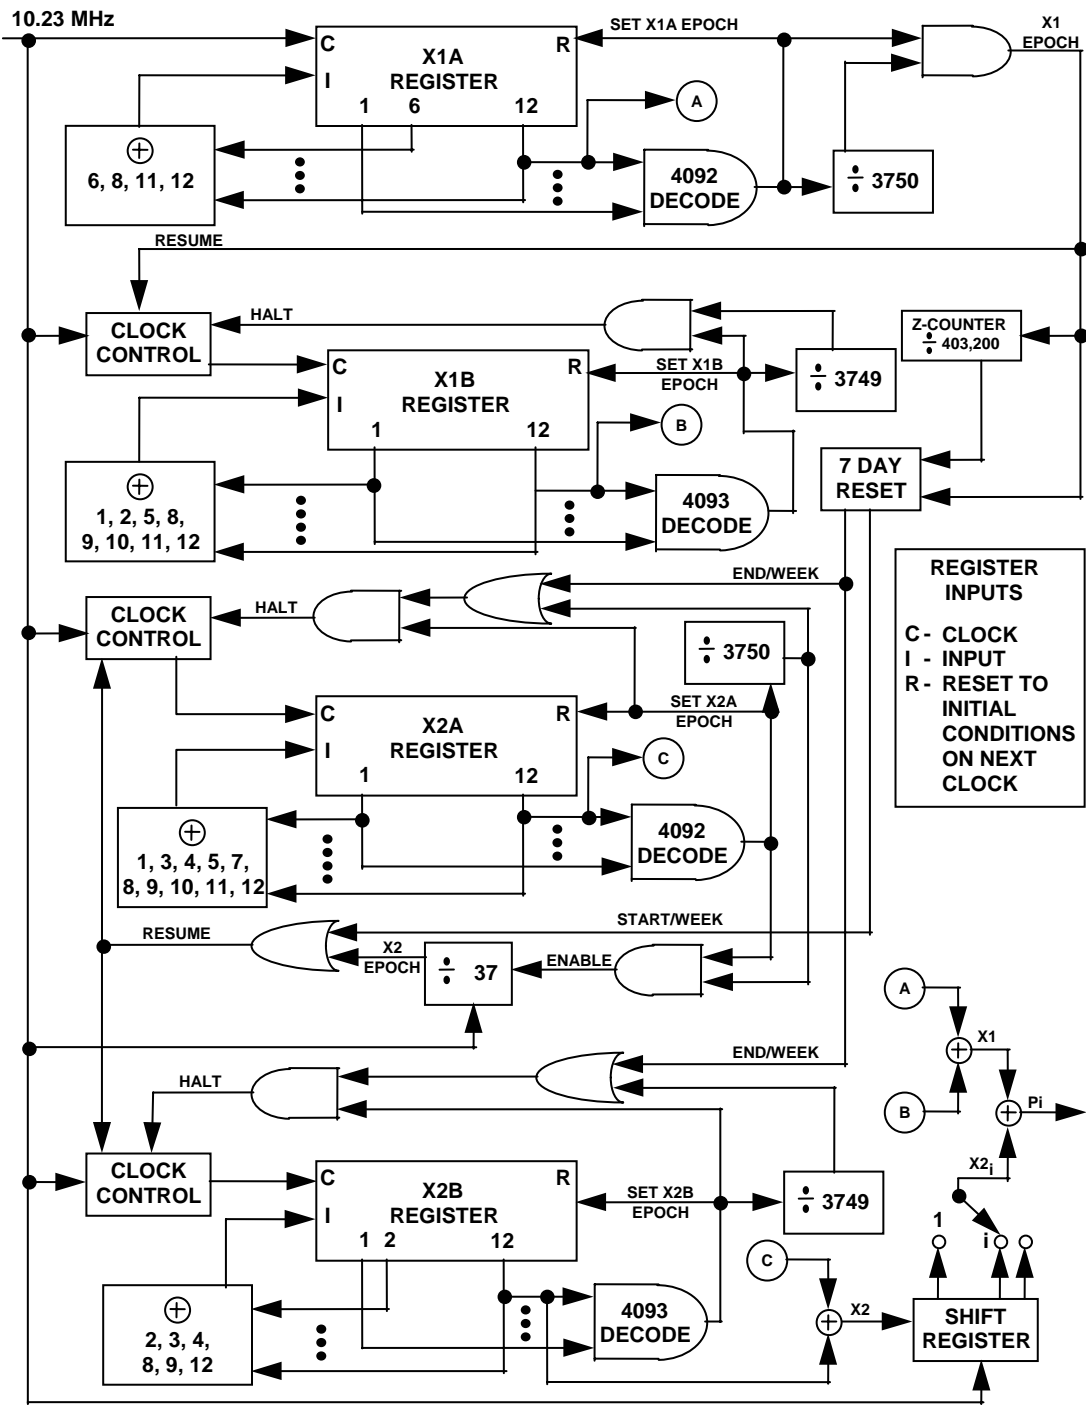 10.23 MHz
C
X1A
REGISTER
R
I
1 6 12
SET X1A EPOCH
X1
EPOCH
A
6, 8, 11, 12
4092
DECODE
÷ 3750
RESUME
CLOCK
CONTROL
HALT
Z-COUNTER
÷ 403,200
C
X1B
REGISTER
R
I
1 12
SET X1B
EPOCH
÷ 3749
B
1, 2, 5, 8,
9, 10, 11, 12
4093
DECODE
7 DAY
RESET
END/WEEK
REGISTER
INPUTS
C - CLOCK
I - INPUT
R - RESET TO
INITIAL
CONDITIONS
ON NEXT
CLOCK
CLOCK
CONTROL
HALT
÷ 3750
C
X2A
REGISTER
R
I
1 12
SET X2A
EPOCH
C
1, 3, 4, 5, 7,
8, 9, 10, 11, 12
4092
DECODE
START/WEEK
RESUME
X2
EPOCH
÷ 37
ENABLE
A
X1
B
Pi
X2i
END/WEEK
HALT
CLOCK
CONTROL
C
X2B
REGISTER
R
I
1 2 12
SET X2B
EPOCH
÷ 3749
2, 3, 4,
8, 9, 12
4093
DECODE
C
X2
1 i
SHIFT
REGISTER